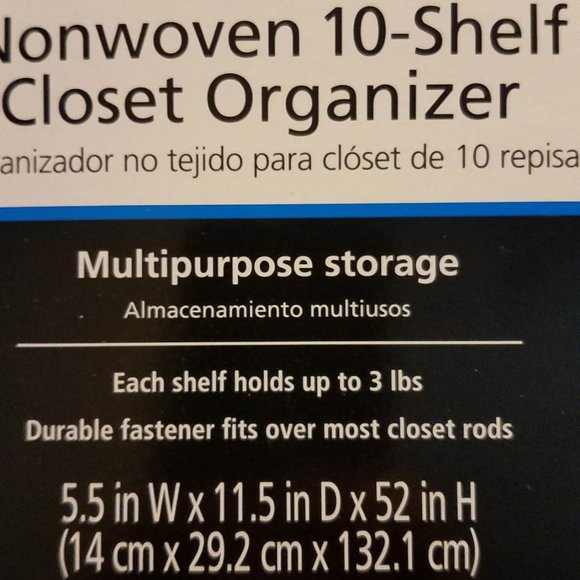 Nonwoven 10-Shelf
Closet Organizer
anizador no tejido para clóset de 10 repisa
Multipurpose storage
Almacenamiento multiusos
Each shelf holds up to 3 lbs
Durable fastener fits over most closet rods
5.5 in W x 11.5 in D x 52 in H
(14 cm x 29.2 cm x 132.1 cm)